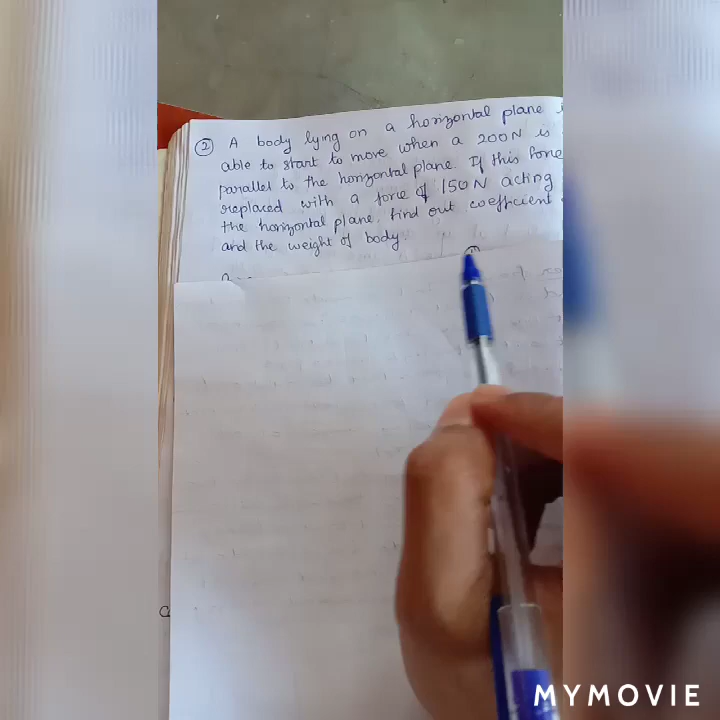 ② A body lying on a horizontal plane
able to start to move when a 200N is
parallel to the horizontal plane. If this
replaced with a force of 150N acting
the horizontal plane, find out coefficient
and the weight of body.
MYMOVIE